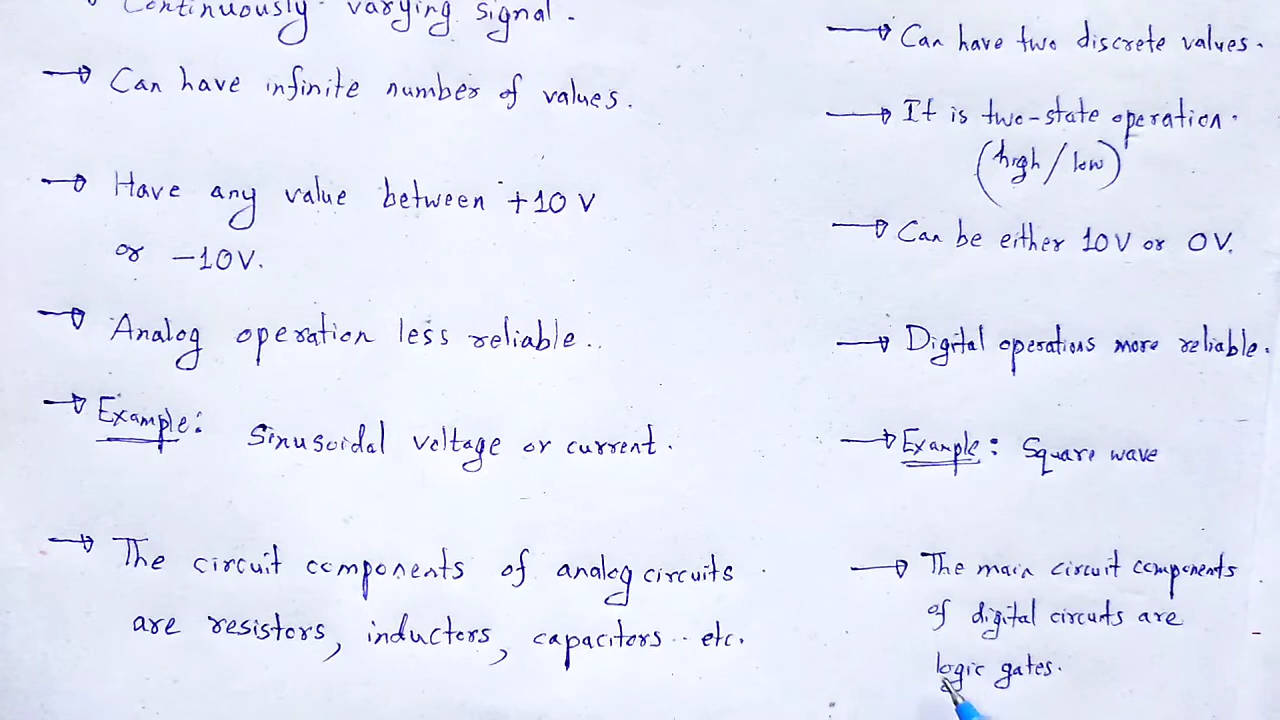 Continuously varying signal.
→ Can have infinite number of values.
→ Have any value between +10 V
or -10V.
→ Analog operation less reliable..
→ Example: Sinusoidal voltage or current.
→ The circuit components of analog circuits
are resistors, inductors, capacitors.. etc.
→ Can have two discrete values.
→ It is two-state operation.
(high/low)
→ Can be either 10V or 0V.
→ Digital operations more reliable.
→ Example: Square wave
→ The main circuit components
of digital circuits are
logic gates.